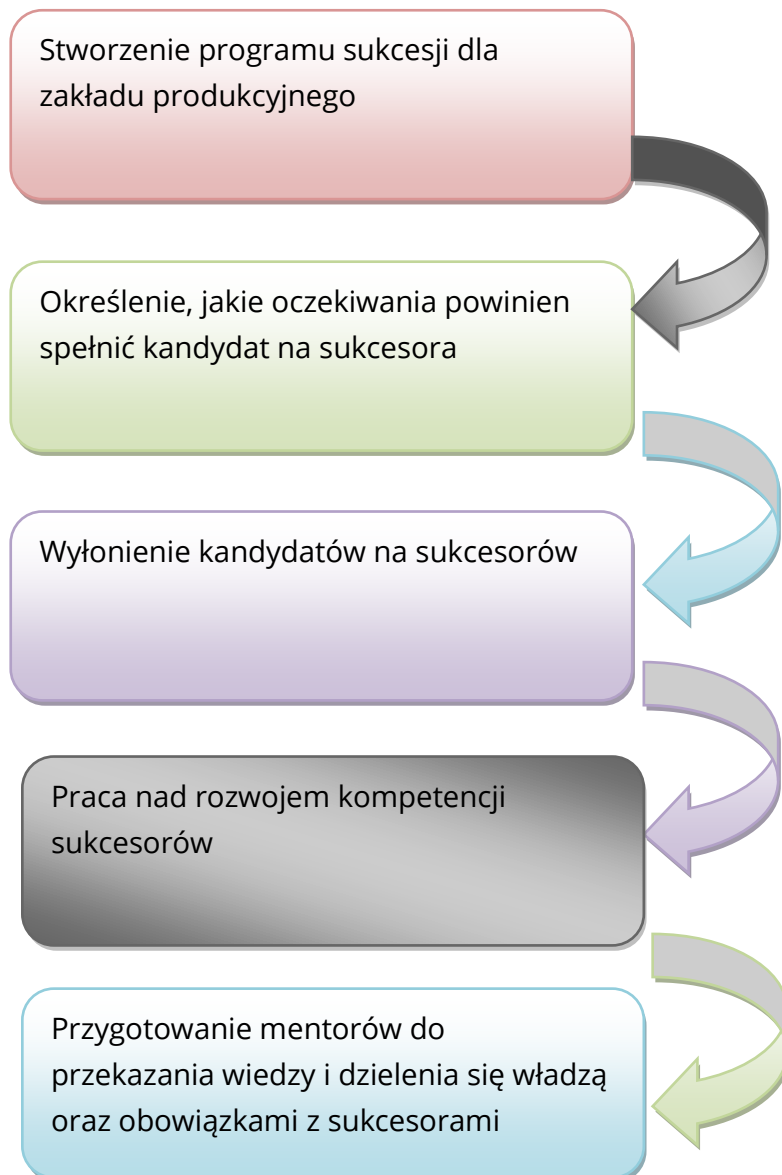 Stworzenie programu sukcesji dla
zakładu produkcyjnego
Określenie, jakie oczekiwania powinien
spełnić kandydat na sukcesora
Wyłonienie kandydatów na sukcesorów
Praca nad rozwojem kompetencji
sukcesorów
Przygotowanie mentorów do
przekazania wiedzy i dzielenia się władzą
oraz obowiązkami z sukcesorami